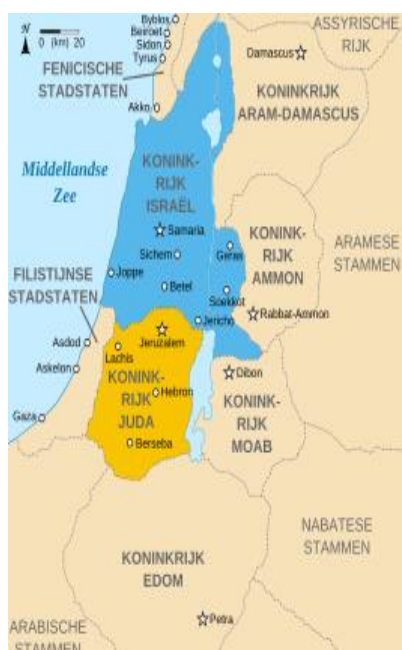 N
0 (km) 20
Byblos
Beiroet
Sidon
Tyrus
FENICISCHE
STADSTATEN
Akko
ASSYRISCHE
RIJK
Damascus
KONINKRIJK
ARAM-DAMASCUS
Middellandse
Zee
KONINK-
RIJK
ISRAËL
Samaria
Sichem
Joppe
Betel
Geras
Soekkot
Jericho
KONINK-
RIJK
AMMON
Rabbat-Ammon
ARAMESE
STAMMEN
FILISTIJNSE
STADSTATEN
Asdod
Askelon
Gaza
Jeruzalem
Lachis
KONINK-
RIJK
JUDA
Hebron
Berseba
Dibon
KONINK-
RIJK
MOAB
NABATESE
STAMMEN
KONINKRIJK
EDOM
Petra
ARABISCHE
STAMMEN